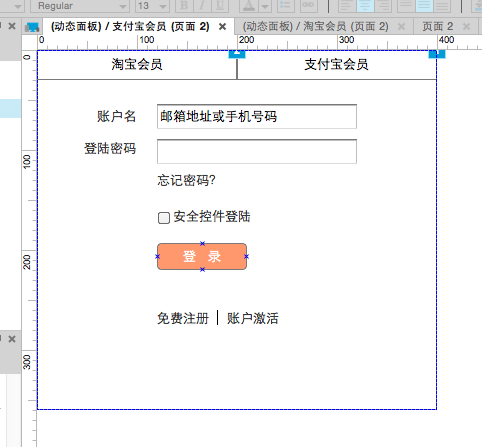 Regular 13 B I U A
(动态面板) / 支付宝会员 (页面 2) (动态面板) / 淘宝会员 (页面 2) 页面 2
0 100 200 300 400
0
100
200
300
淘宝会员 支付宝会员
账户名 邮箱地址或手机号码
登陆密码
忘记密码?
安全控件登陆
登 录
免费注册 账户激活